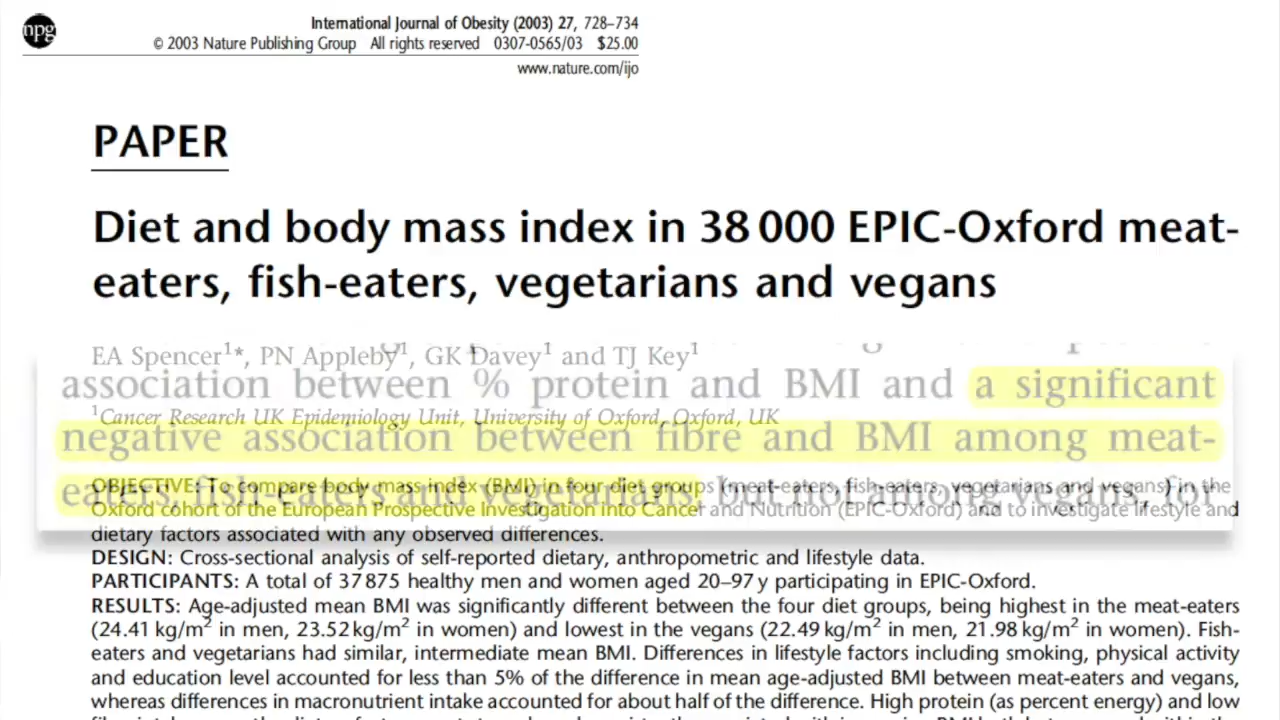 npg
International Journal of Obesity (2003) 27, 728–734
© 2003 Nature Publishing Group All rights reserved 0307-0565/03 $25.00
www.nature.com/ijo
PAPER
Diet and body mass index in 38 000 EPIC-Oxford meat-
eaters, fish-eaters, vegetarians and vegans
EA Spencer1*, PN Appleby1, GK Davey1 and TJ Key1
association between % protein and BMI and a significant
1Cancer Research UK Epidemiology Unit, University of Oxford, Oxford, UK
negative association between fibre and BMI among meat-
eaters, fish-eaters and vegetarians, but not among vegans, for
OBJECTIVE: To compare body mass index (BMI) in four diet groups (meat-eaters, fish-eaters, vegetarians and vegans) in the
Oxford cohort of the European Prospective Investigation into Cancer and Nutrition (EPIC-Oxford) and to investigate lifestyle and
dietary factors associated with any observed differences.
DESIGN: Cross-sectional analysis of self-reported dietary, anthropometric and lifestyle data.
PARTICIPANTS: A total of 37 875 healthy men and women aged 20–97 y participating in EPIC-Oxford.
RESULTS: Age-adjusted mean BMI was significantly different between the four diet groups, being highest in the meat-eaters
(24.41 kg/m2 in men, 23.52 kg/m2 in women) and lowest in the vegans (22.49 kg/m2 in men, 21.98 kg/m2 in women). Fish-
eaters and vegetarians had similar, intermediate mean BMI. Differences in lifestyle factors including smoking, physical activity
and education level accounted for less than 5% of the difference in mean age-adjusted BMI between meat-eaters and vegans,
whereas differences in macronutrient intake accounted for about half of the difference. High protein (as percent energy) and low